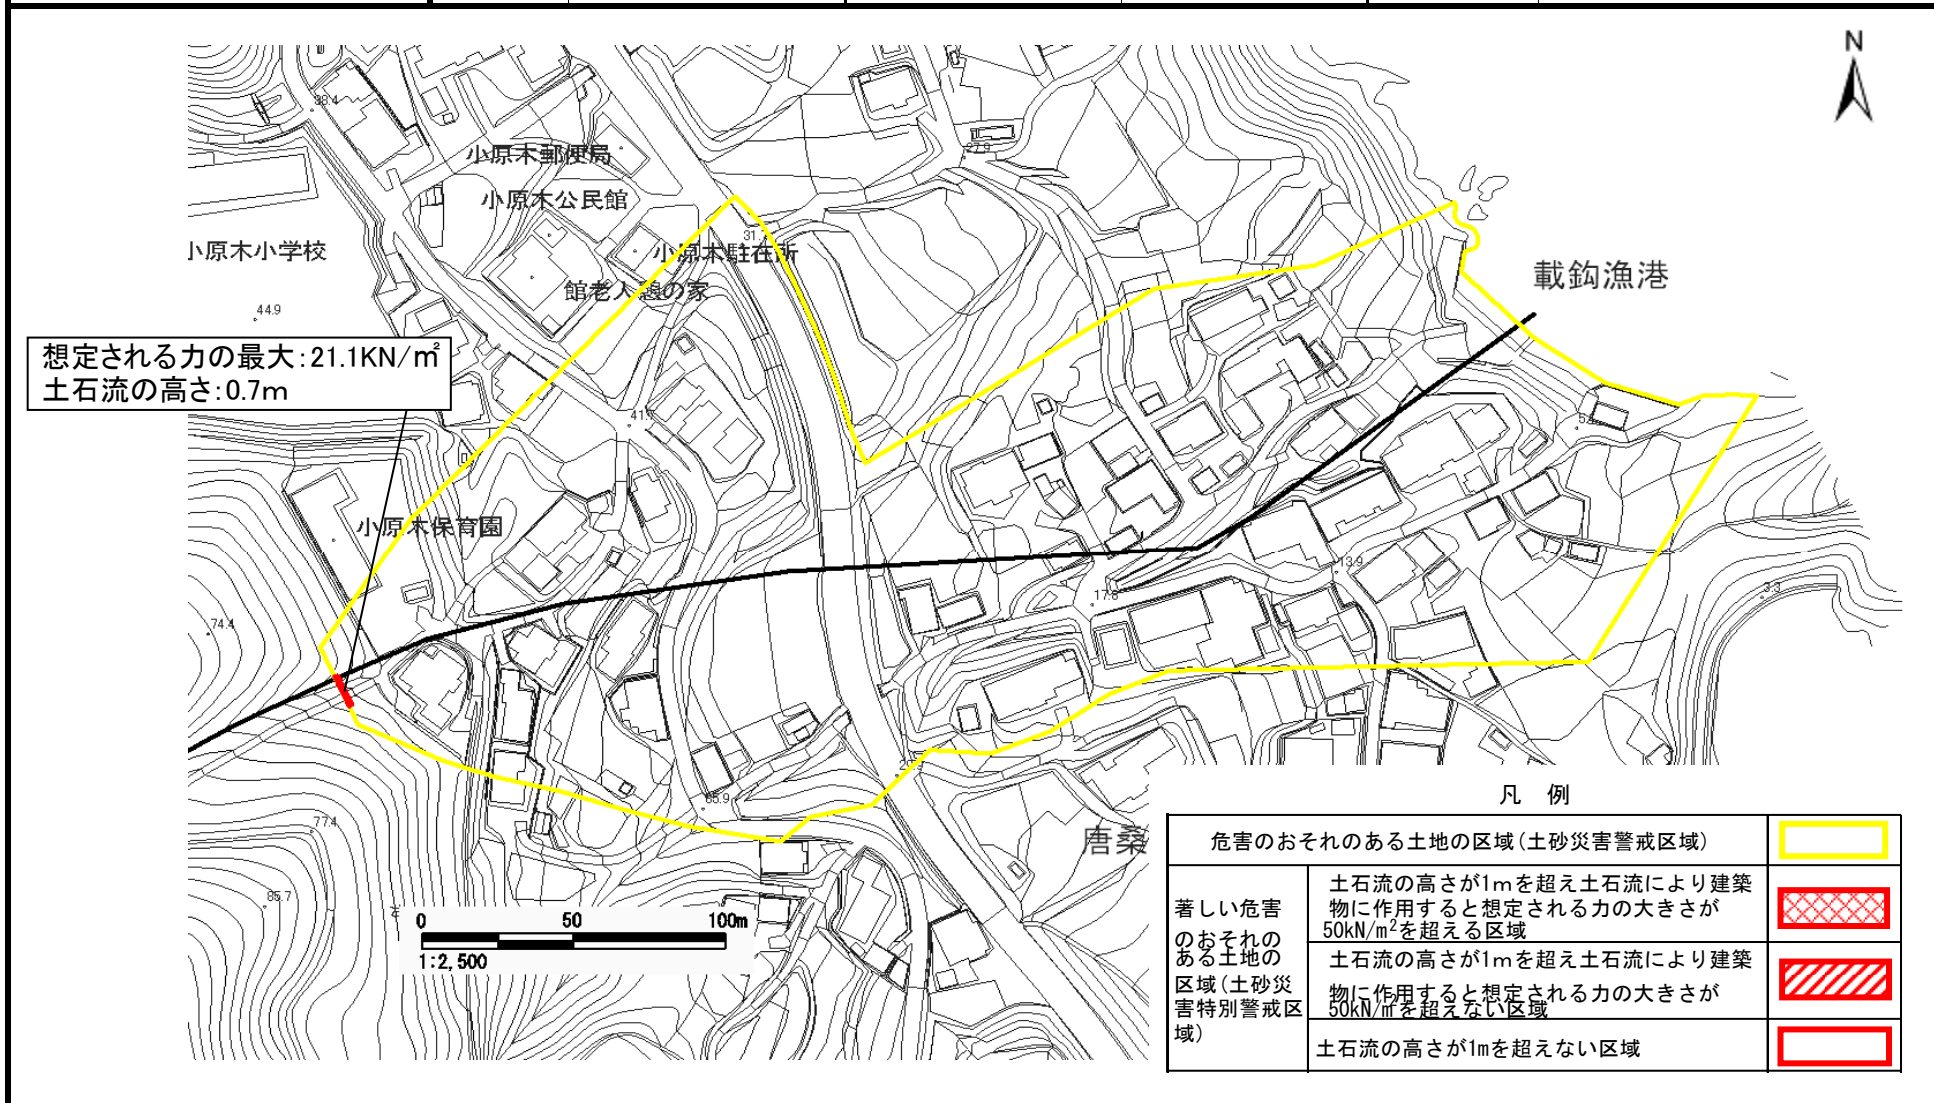 N
38.4
小原木郵便局
27.9
小原木公民館
小原木駐在所
小原木小学校
載鈎漁港
44.9
想定される力の最大:21.1KN/㎡
土石流の高さ:0.7m
小原木保育園
13.9
17.8
3.3
74.4
65.9
77.4
唐桑
85.7
0 50 100m
1:2,500
凡 例
危害のおそれのある土地の区域(土砂災害警戒区域)
著しい危害
のおそれの
ある土地の
区域(土砂災
害特別警戒区
域)
土石流の高さが1mを超え土石流により建築
物に作用すると想定される力の大きさが
50kN/m²を超える区域
土石流の高さが1mを超え土石流により建築
物に作用すると想定される力の大きさが
50kN/㎡を超えない区域
土石流の高さが1mを超えない区域